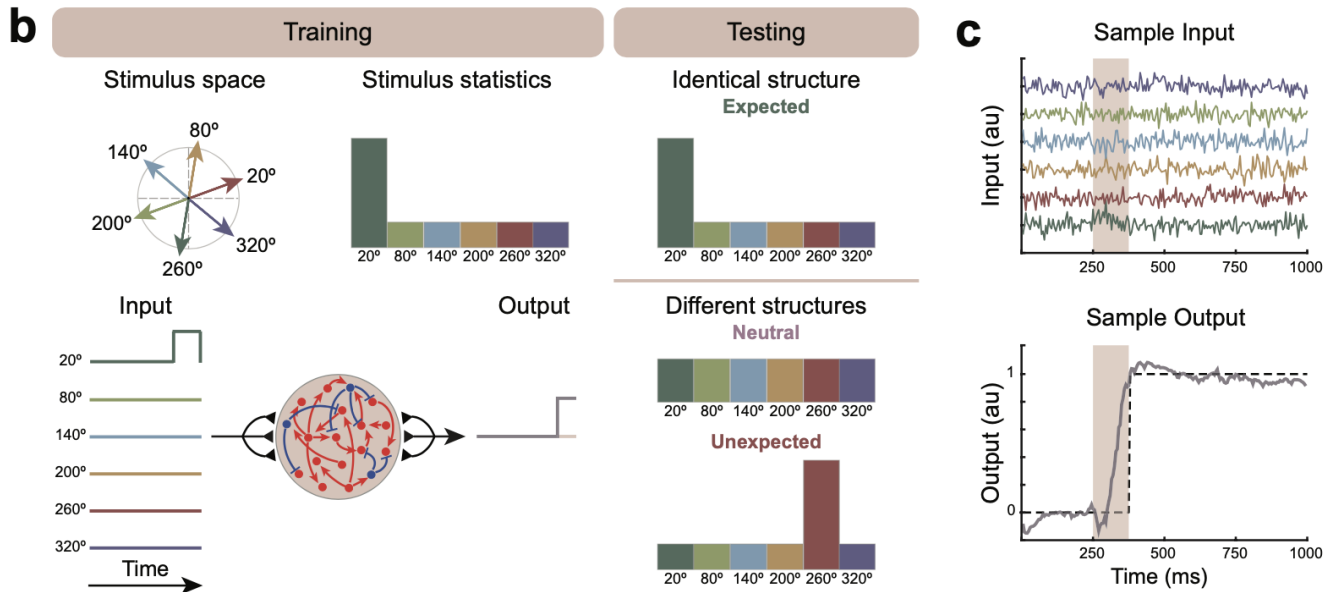 b
Training
Stimulus space
80º
140º
20º
200º
320º
260º
Stimulus statistics
20º 80º 140º 200º 260º 320º
Input
20º
80º
140º
200º
260º
320º
Time
Output
Testing
Identical structure
Expected
20º 80º 140º 200º 260º 320º
Different structures
Neutral
20º 80º 140º 200º 260º 320º
Unexpected
20º 80º 140º 200º 260º 320º
c
Sample Input
Input (au)
250 500 750 1000
Sample Output
Output (au)
1
0
250 500 750 1000
Time (ms)